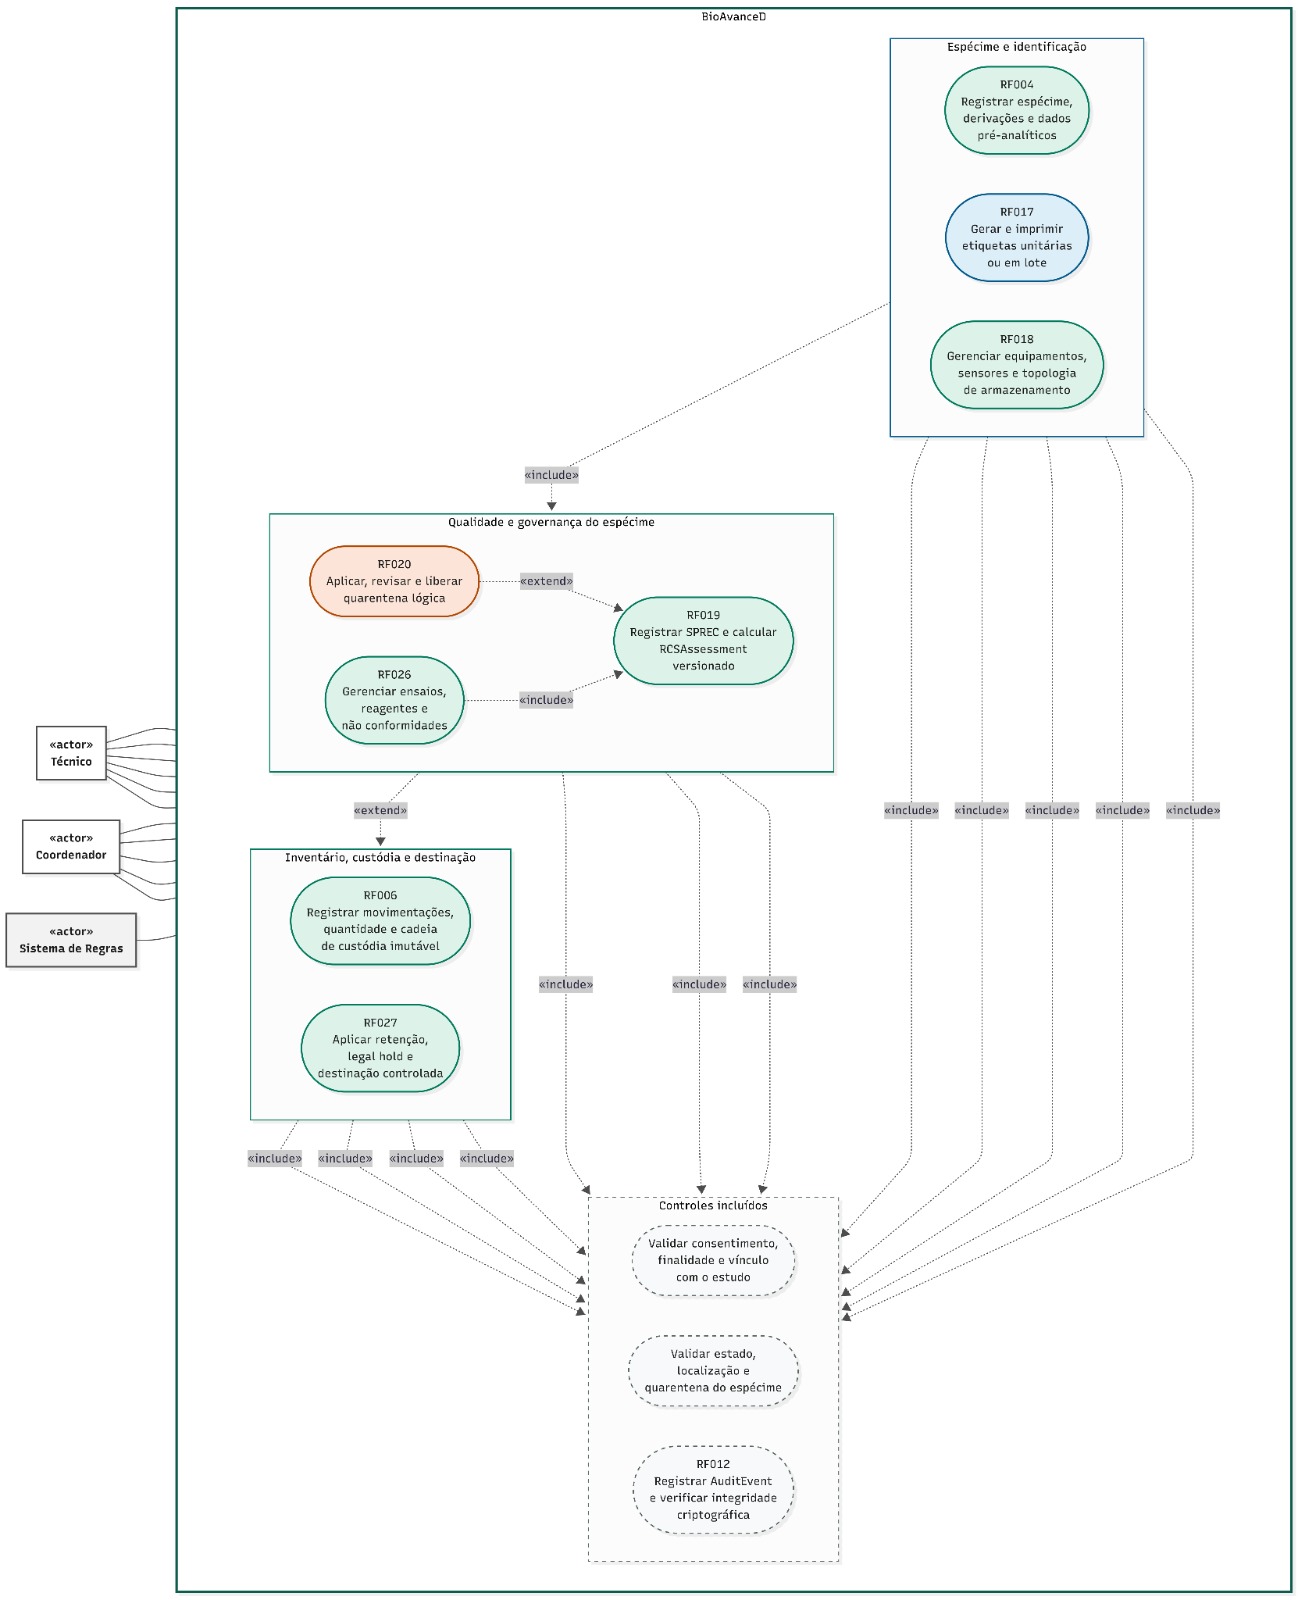 BioAvanceD
Espécime e identificação
RF004
Registrar espécime,
derivações e dados
pré-analíticos
RF017
Gerar e imprimir
etiquetas unitárias
ou em lote
RF018
Gerenciar equipamentos,
sensores e topologia
de armazenamento
«include»
Qualidade e governança do espécime
RF020
Aplicar, revisar e liberar
quarentena lógica
«extend»
RF019
Registrar SPREC e calcular
RCSAssessment
versionado
RF026
Gerenciar ensaios,
reagentes e
não conformidades
«include»
«actor»
Técnico
«actor»
Coordenador
«actor»
Sistema de Regras
«extend»
«include»
«include»
«include»
«include»
«include»
Inventário, custódia e destinação
RF006
Registrar movimentações,
quantidade e cadeia
de custódia imutável
«include»
«include»
«include»
RF027
Aplicar retenção,
legal hold e
destinação controlada
«include»
«include»
«include»
«include»
Controles incluídos
Validar consentimento,
finalidade e vínculo
com o estudo
Validar estado,
localização e
quarentena do espécime
RF012
Registrar AuditEvent
e verificar integridade
criptográfica